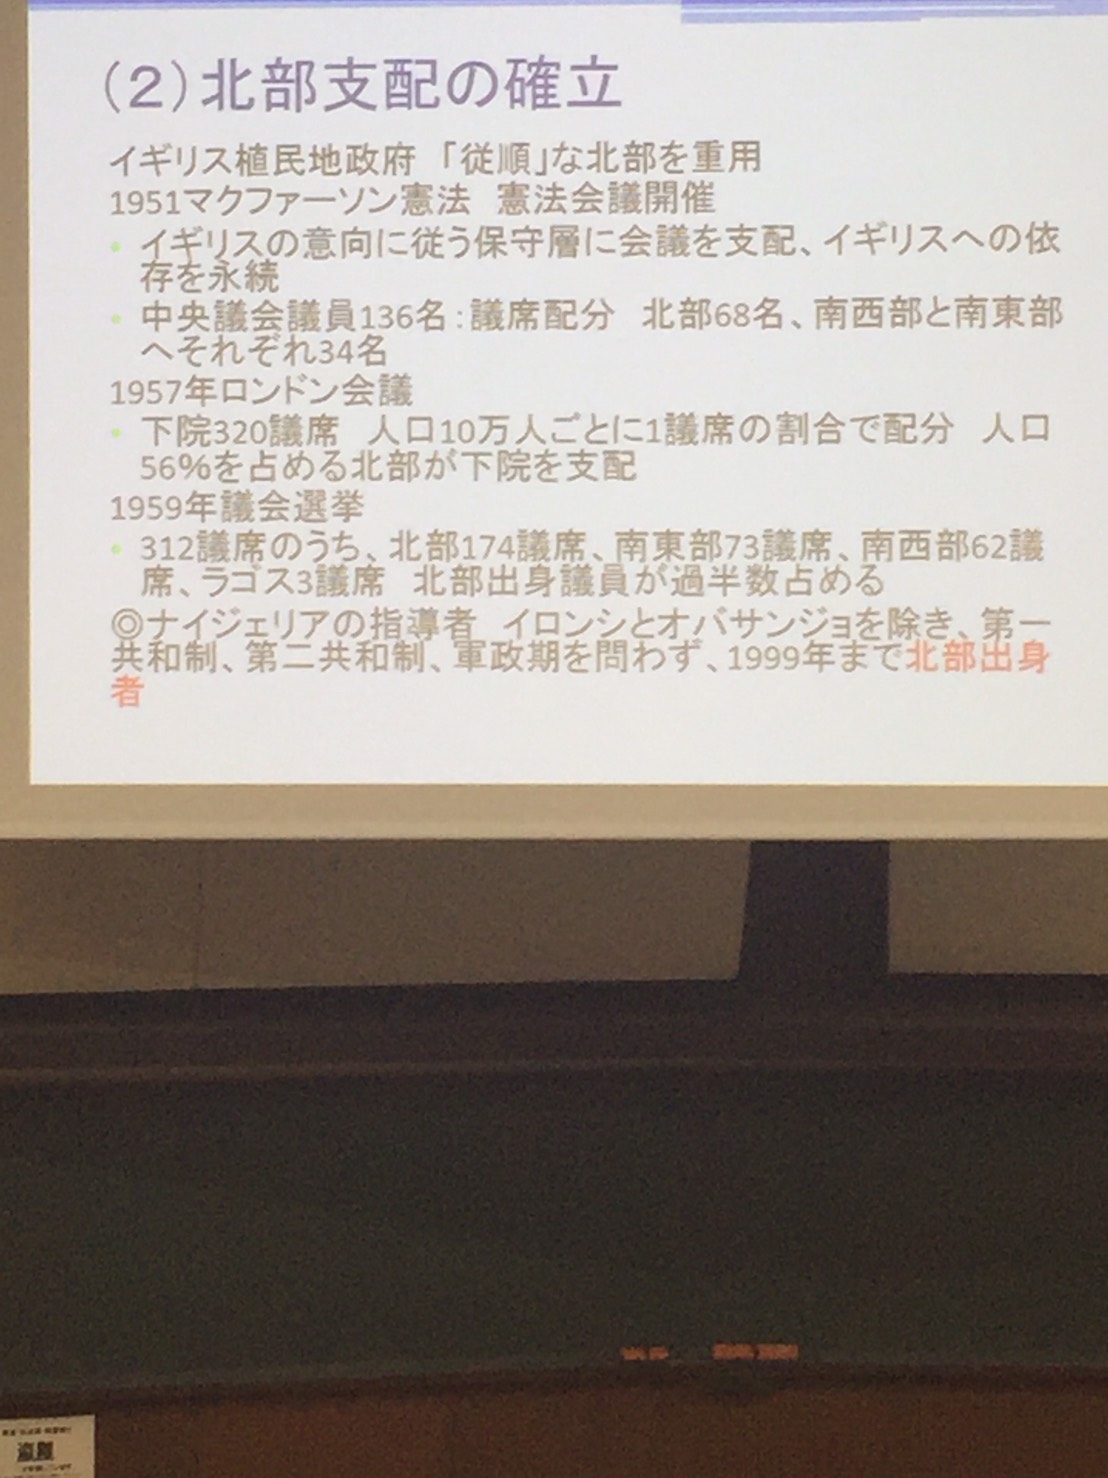 （２）北部支配の確立
イギリス植民地政府　「従順」な北部を重用
1951マクファーソン憲法　憲法会議開催
• イギリスの意向に従う保守層に会議を支配、イギリスへの依
存を永続
• 中央議会議員136名：議席配分　北部68名、南西部と南東部
へそれぞれ34名
1957年ロンドン会議
• 下院320議席　人口10万人ごとに1議席の割合で配分　人口
56%を占める北部が下院を支配
1959年議会選挙
• 312議席のうち、北部174議席、南東部73議席、南西部62議
席、ラゴス3議席　北部出身議員が過半数占める
◎ナイジェリアの指導者　イロンシとオバサンジョを除き、第一
共和制、第二共和制、軍政期を問わず、1999年まで北部出身
者
盗難